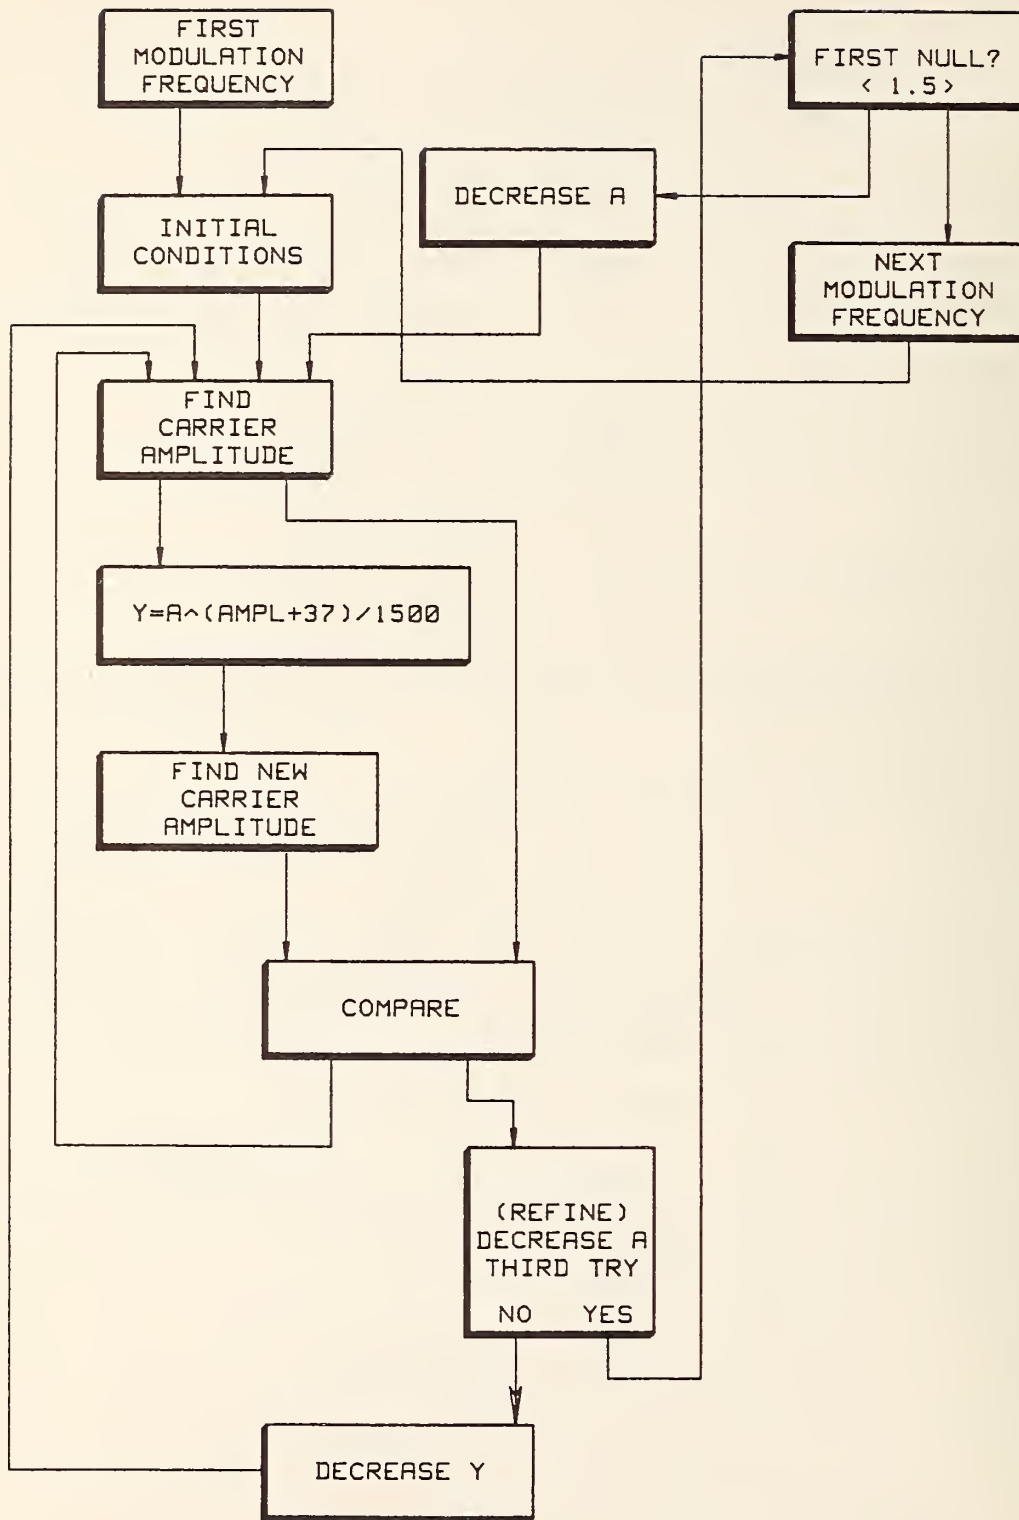 FIRST
MODULATION
FREQUENCY
FIRST NULL?
< 1.5>
DECREASE A
INITIAL
CONDITIONS
NEXT
MODULATION
FREQUENCY
FIND
CARRIER
AMPLITUDE
Y=A^(AMPL+37)/1500
FIND NEW
CARRIER
AMPLITUDE
COMPARE
(REFINE)
DECREASE A
THIRD TRY
NO YES
DECREASE Y